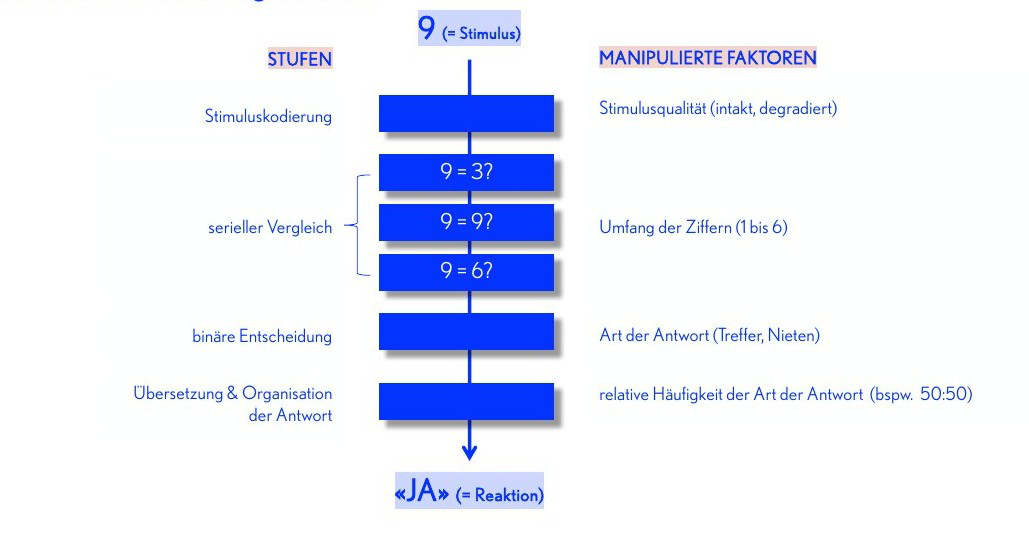 9 (= Stimulus)
STUFEN
MANIPULIERTE FAKTOREN
Stimuluskodierung
Stimulusqualität (intakt, degradiert)
9 = 3?
serieller Vergleich
9 = 9?
Umfang der Ziffern (1 bis 6)
9 = 6?
binäre Entscheidung
Art der Antwort (Treffer, Nieten)
Übersetzung & Organisation
der Antwort
relative Häufigkeit der Art der Antwort (bspw. 50:50)
«JA» (= Reaktion)